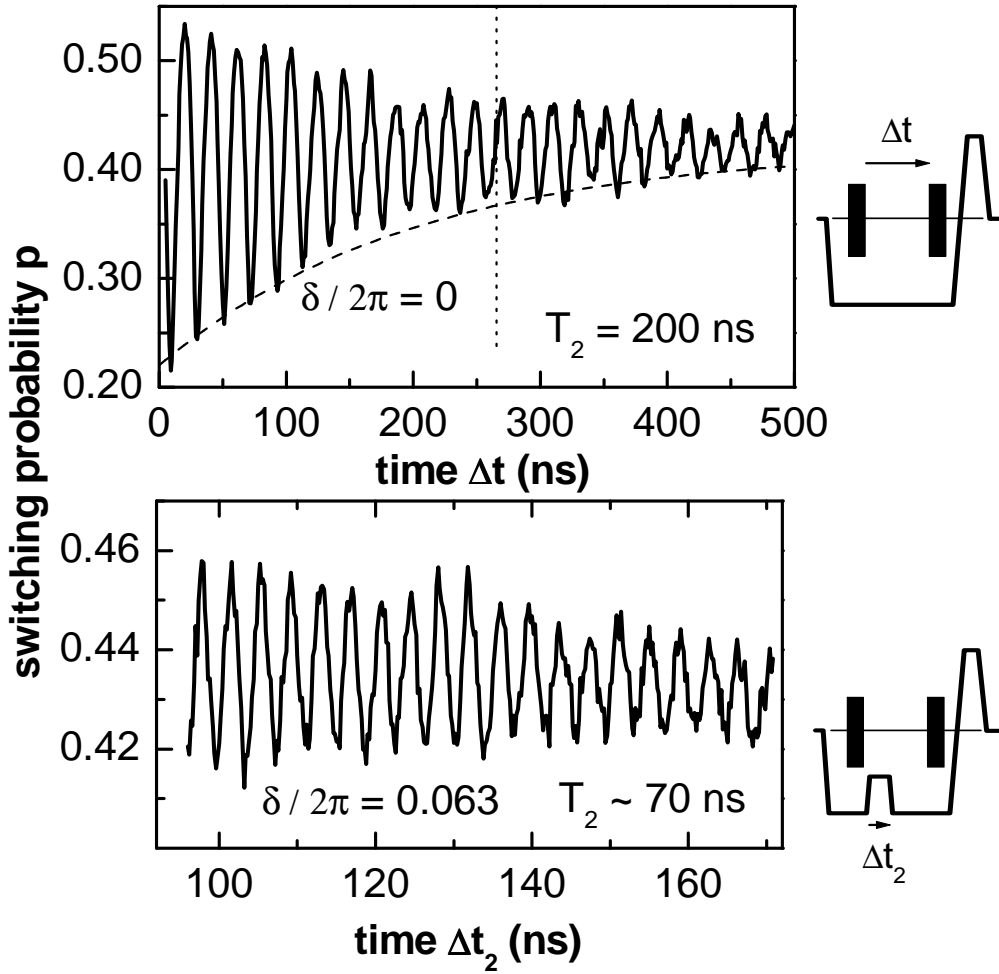 switching probability p
0.50
0.40
0.30
0.20
δ / 2π = 0
T₂ = 200 ns
0 100 200 300 400 500
time Δt (ns)
Δt
0.46
0.44
0.42
δ / 2π = 0.063
T₂ ~ 70 ns
100 120 140 160
time Δt₂ (ns)
Δt₂